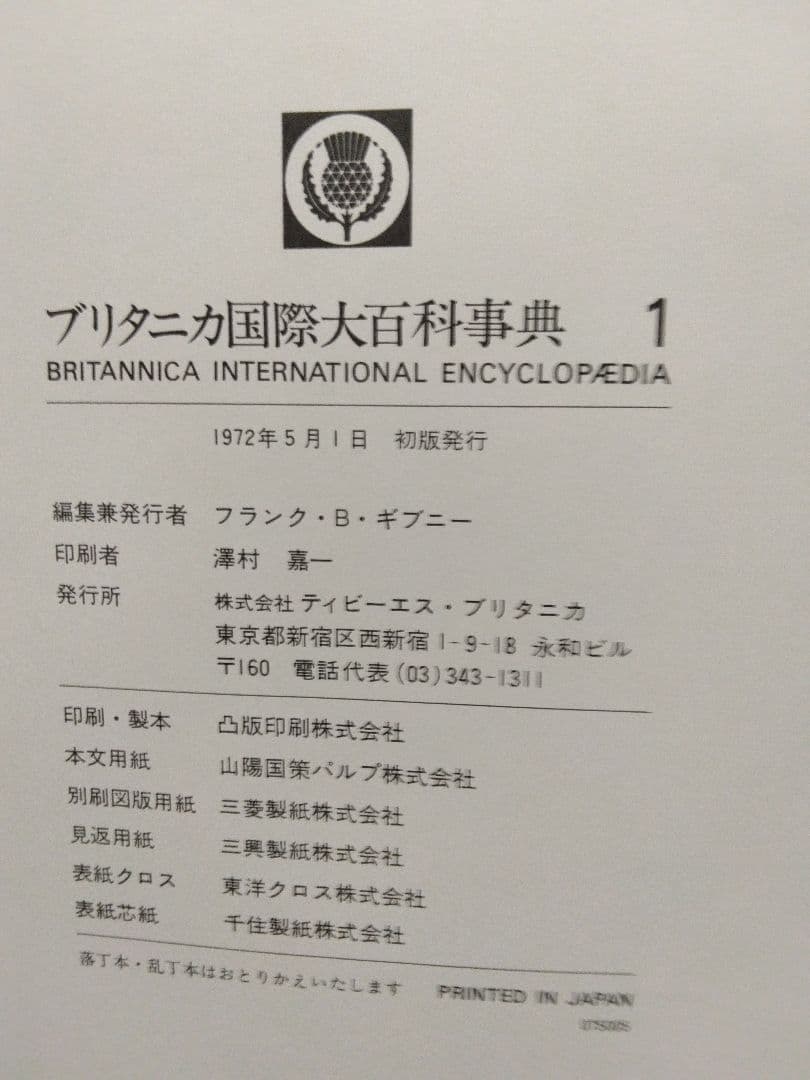 ブリタニカ国際大百科事典 1
BRITANNICA INTERNATIONAL ENCYCLOPÆDIA
1972年5月1日 初版発行
編集兼発行者 フランク・B・ギブニー
印刷者 澤村 嘉一
発行所 株式会社 ティビーエス・ブリタニカ
東京都新宿区西新宿1-9-18 永和ビル
〒160 電話代表(03)343-1311
印刷・製本 凸版印刷株式会社
本文用紙 山陽国策パルプ株式会社
別刷図版用紙 三菱製紙株式会社
見返用紙 三興製紙株式会社
表紙クロス 東洋クロス株式会社
表紙芯紙 千住製紙株式会社
落丁本・乱丁本はおとりかえいたします PRINTED IN JAPAN